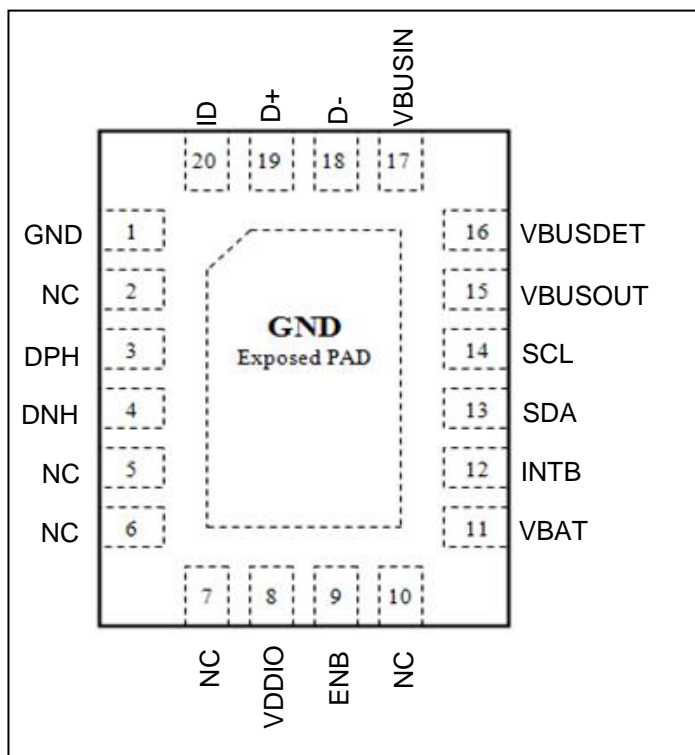 ID
D+
D-
VBUSIN
20
19
18
17
GND 1
16 VBUSDET
NC 2
15 VBUSOUT
DPH 3
14 SCL
DNH 4
13 SDA
NC 5
12 INTB
NC 6
11 VBAT
GND
Exposed PAD
7
8
9
10
NC
VDDIO
ENB
NC